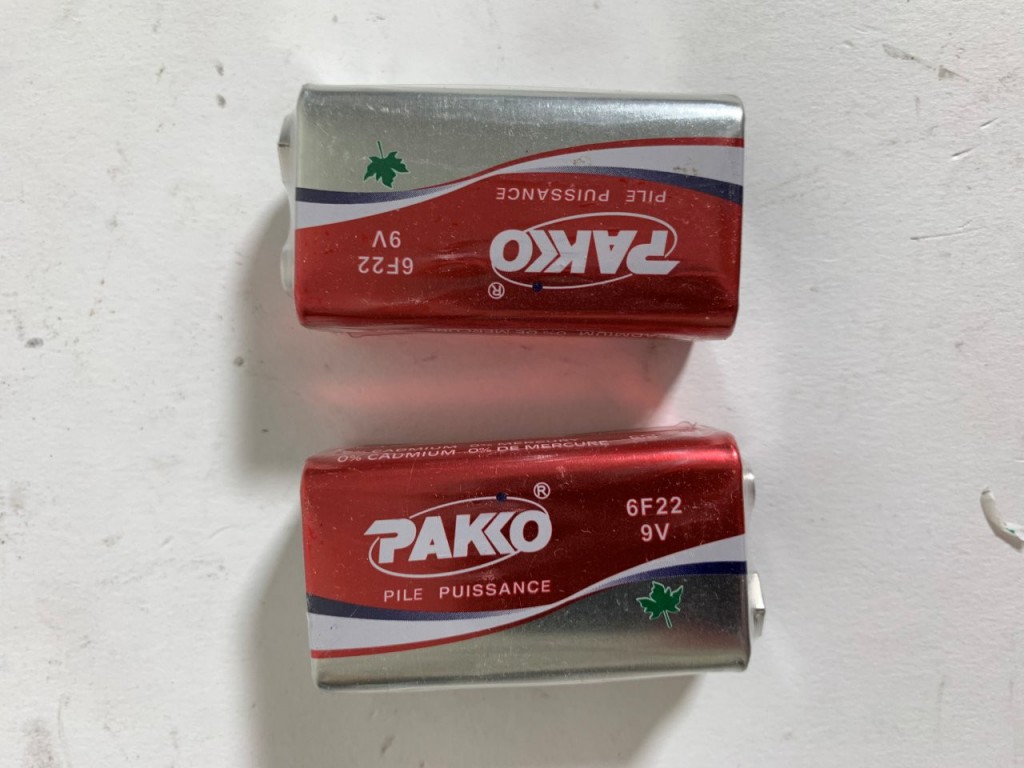 PILE PUISSANCE
PAKKO
®
9V
6F22
0% CADMIUM 0% DE MERCURE
PAKKO
®
PILE PUISSANCE
6F22
9V